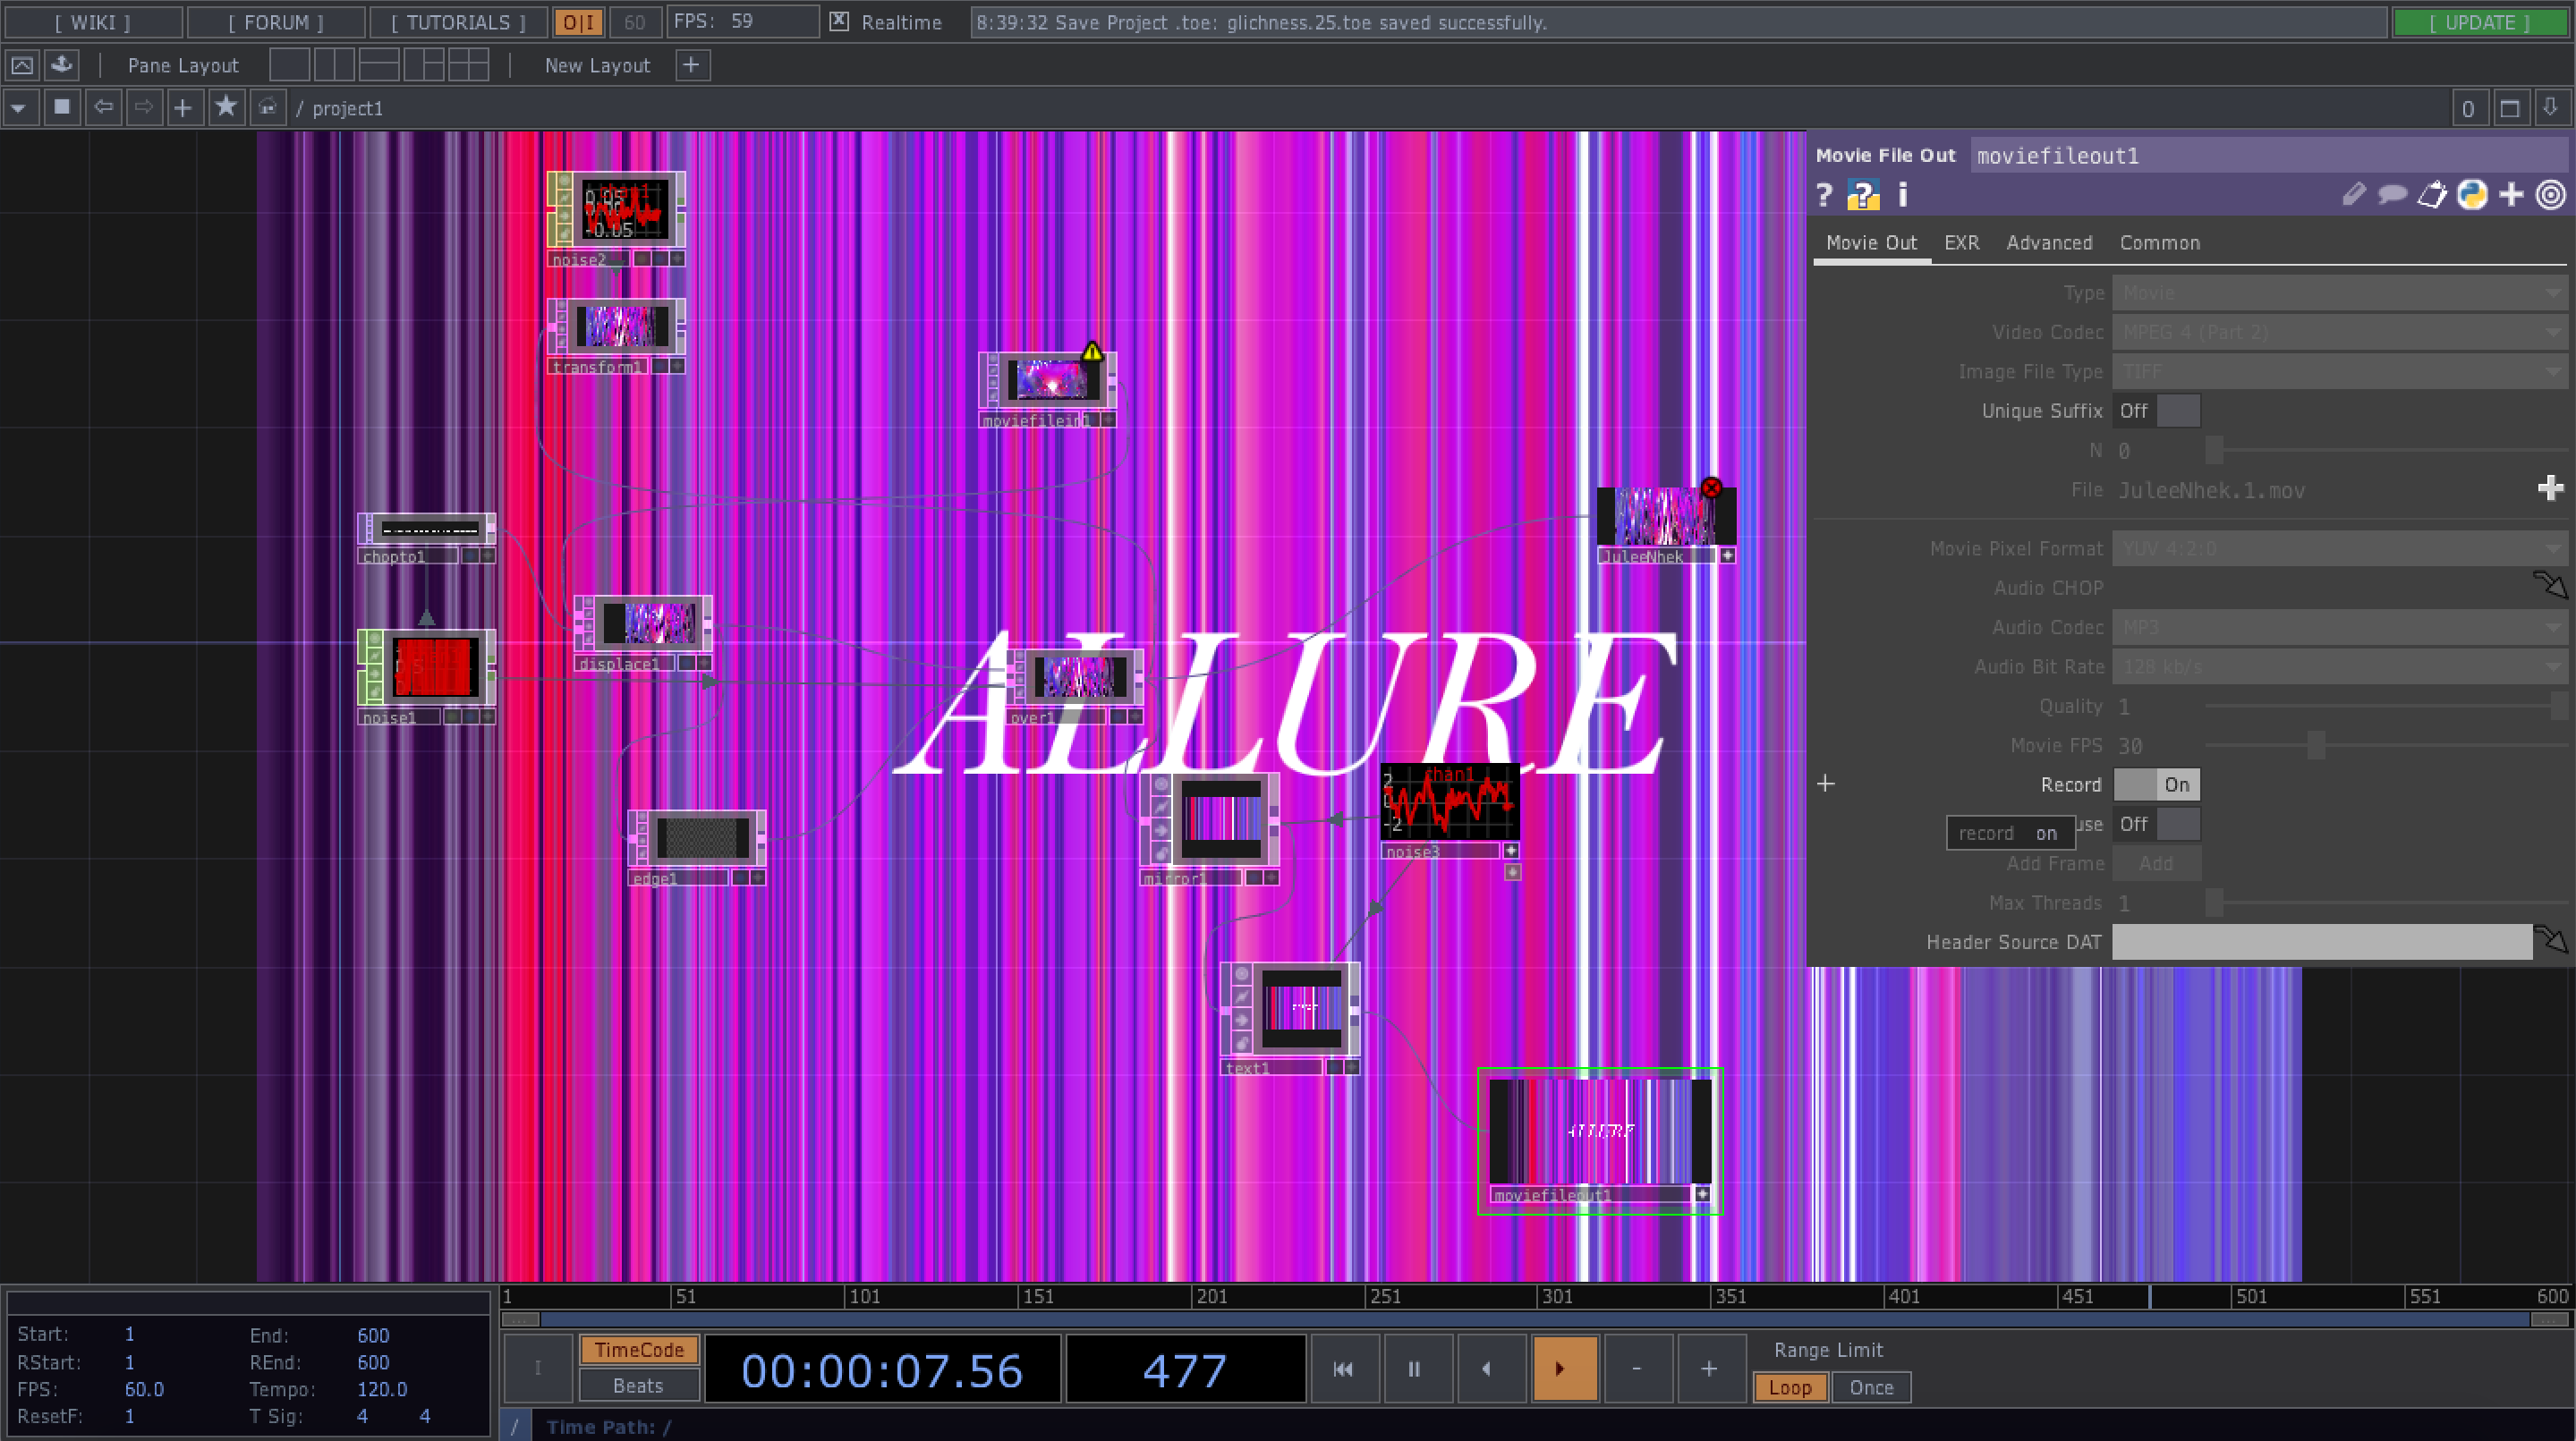 [ WIKI ] [ FORUM ] [ TUTORIALS ] O|I 60 FPS: 59 X Realtime 8:39:32 Save Project .toe: glichness.25.toe saved successfully. [ UPDATE ]
Pane Layout New Layout +
/ project1 0
Movie File Out moviefileout1
? ? i
Movie Out EXR Advanced Common
Type Movie
Video Codec MPEG 4 (Part 2)
Image File Type TIFF
Unique Suffix Off
N 0
File JuleeNhek.1.mov
Movie Pixel Format YUV 4:2:0
Audio CHOP
Audio Codec MP3
Audio Bit Rate 128 kb/s
Quality 1
Movie FPS 30
+ Record On
record on use Off
Add Frame Add
Max Threads 1
Header Source DAT
chan1
-0.05
noise2
transform1
moviefilein1
JuleeNhek
chopto1
displace1
noise1
over1
ALLURE
chan1
2
-2
noise3
edge1
mirror1
text1
ALLURE
moviefileout1
1 51 101 151 201 251 301 351 401 451 501 551 600
Start: 1 End: 600
RStart: 1 REnd: 600
FPS: 60.0 Tempo: 120.0
ResetF: 1 T Sig: 4 4
I TimeCode Beats 00:00:07.56 477 - + Range Limit
Loop Once
/ Time Path: /